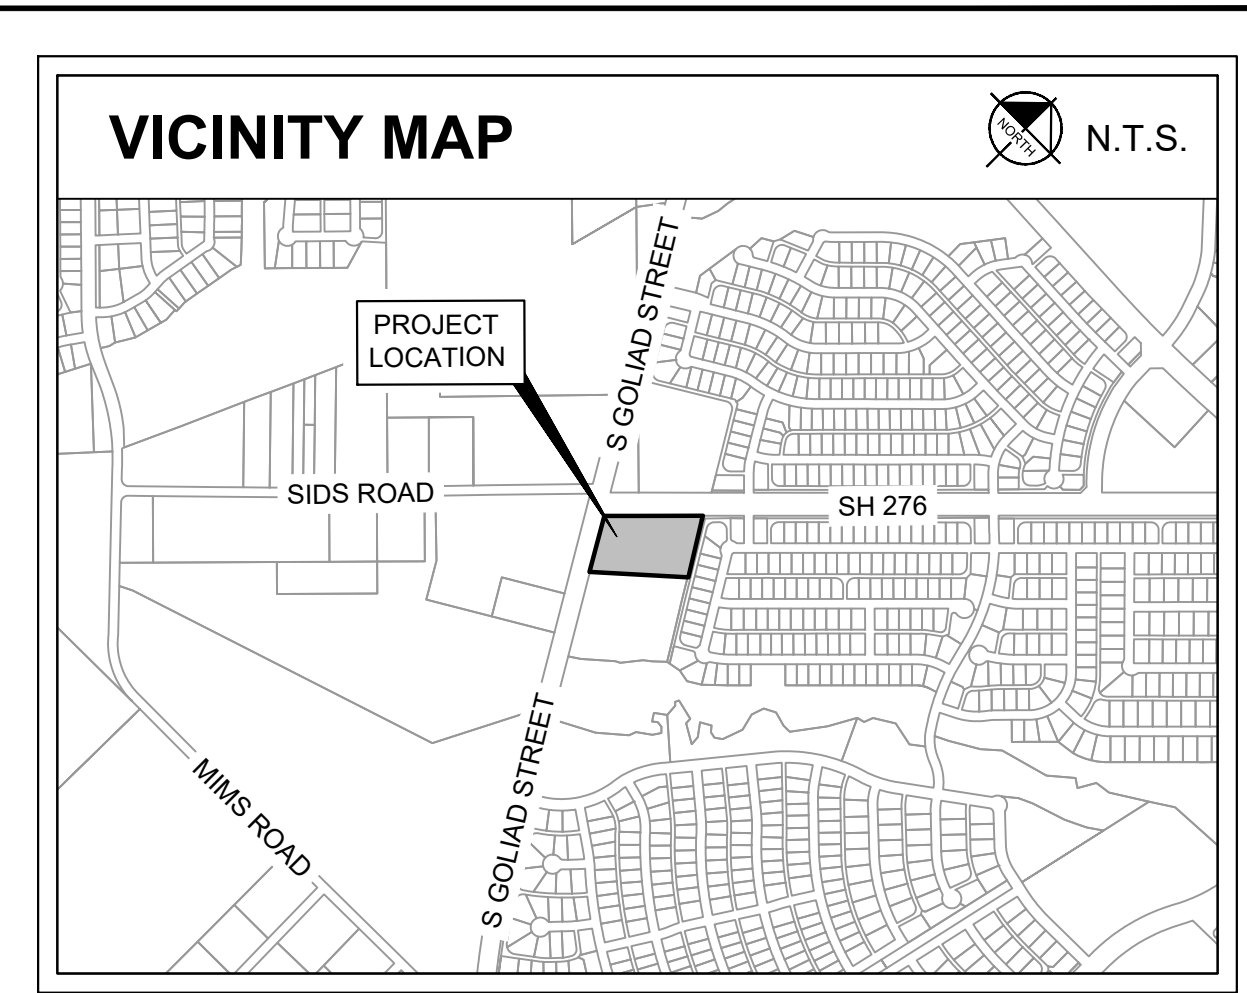 VICINITY MAP
NORTH
N.T.S.
S GOLIAD STREET
PROJECT
LOCATION
SIDS ROAD
SH 276
S GOLIAD STREET
MIMS ROAD